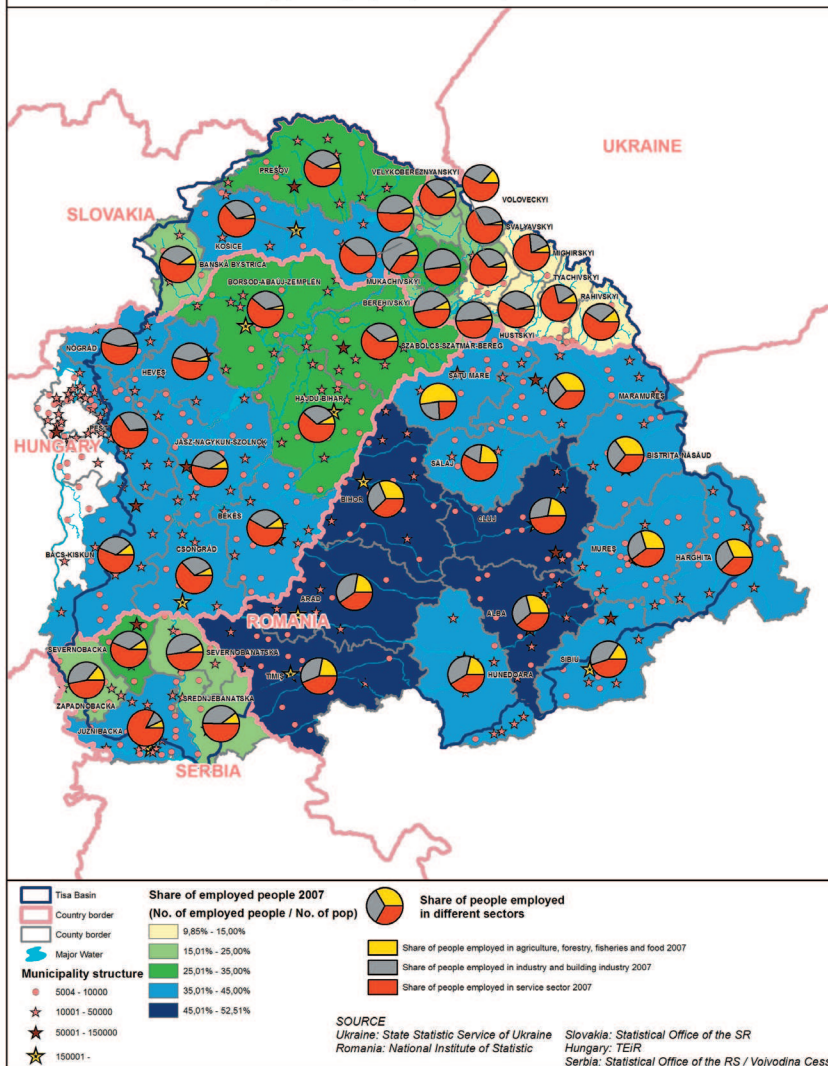 UKRAINE
PREŠOV
VELYKOBEREZNYANSKYI
VOLOVECKYI
SLOVAKIA
SVALYAVSKYI
KOŠICE
MIGHIRSKYI
BANSKÁ BYSTRICA
MUKACHIVSKYI
TYACHIVSKYI
BORSOD-ABAÚJ-ZEMPLÉN
RAHIVSKYI
BEREHIVSKYI
HUSTSKYI
NÓGRÁD
SZABOLCS-SZATMÁR-BEREG
HEVES
SATU MARE
MARAMUREȘ
HAJDÚ-BIHAR
HUNGARY
JÁSZ-NAGYKUN-SZOLNOK
BISTRIȚA NĂSĂUD
SĂLAJ
BIHOR
CLUJ
BÉKÉS
BÁCS-KISKUN
CSONGRÁD
MUREȘ
HARGHITA
ARAD
ALBA
ROMANIA
SEVERNOBACKA
SEVERNOBANATSKA
TIMIȘ
HUNEDOARA
SIBIU
ZAPADNOBACKA
SREDNJEBANATSKA
JUZNIBACKA
SERBIA
Tisa Basin
Country border
County border
Major Water
Municipality structure
5004 - 10000
10001 - 50000
50001 - 150000
150001 -
Share of employed people 2007
(No. of employed people / No. of pop)
9,85% - 15,00%
15,01% - 25,00%
25,01% - 35,00%
35,01% - 45,00%
45,01% - 52,51%
Share of people employed
in different sectors
Share of people employed in agriculture, forestry, fisheries and food 2007
Share of people employed in industry and building industry 2007
Share of people employed in service sector 2007
SOURCE
Ukraine: State Statistic Service of Ukraine
Romania: National Institute of Statistic
Slovakia: Statistical Office of the SR
Hungary: TEiR
Serbia: Statistical Office of the RS / Vojvodina Cess